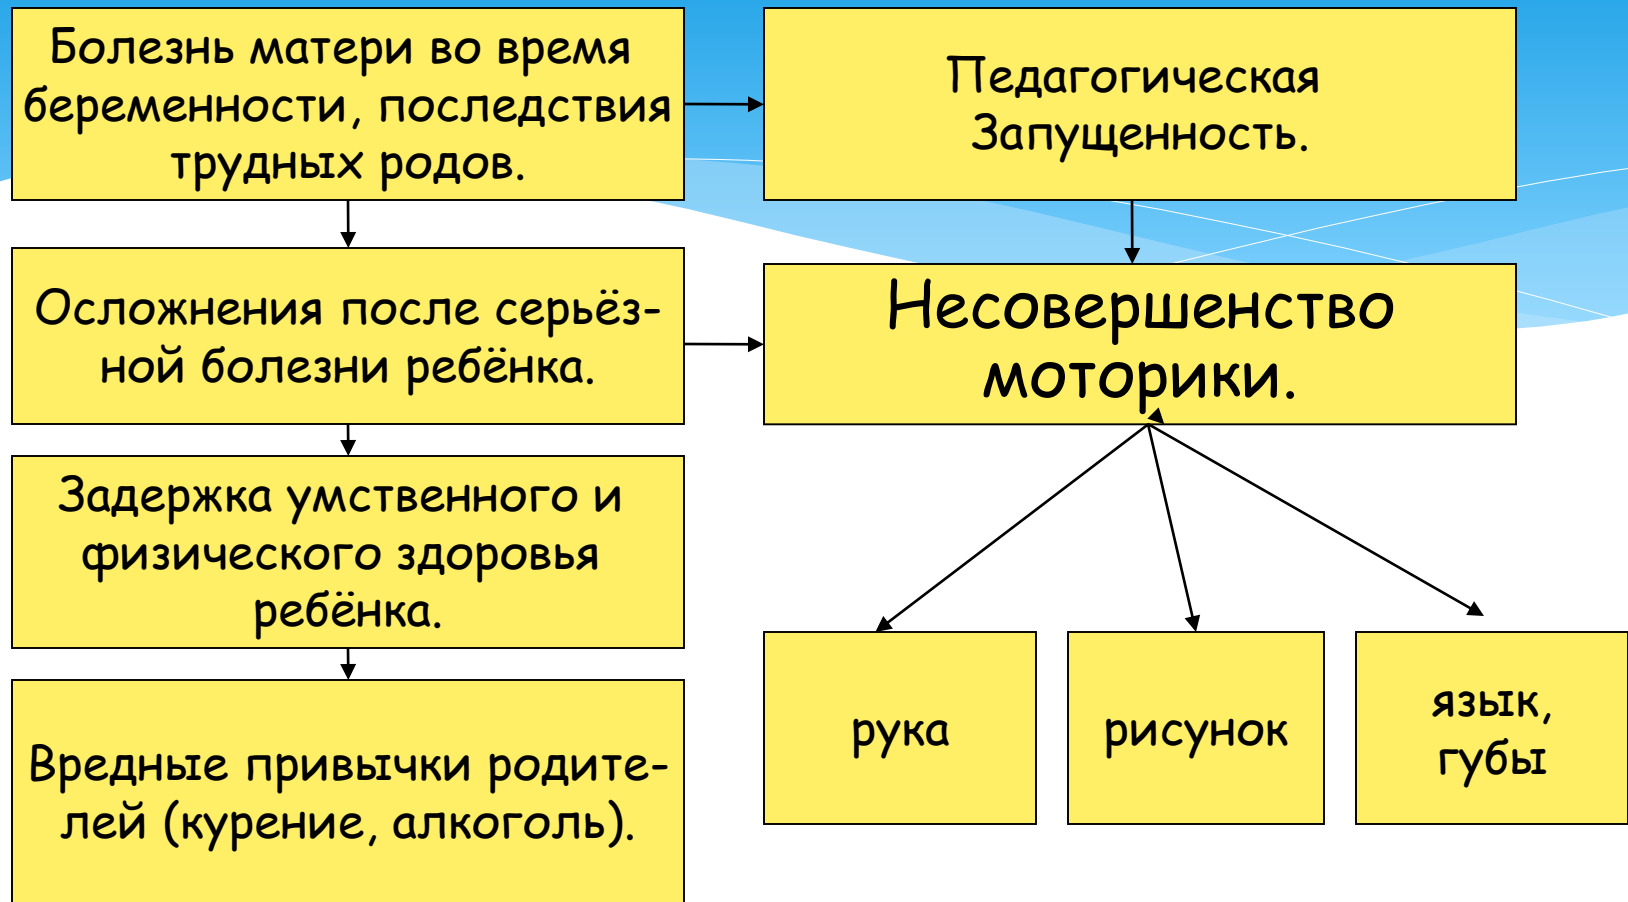 Болезнь матери во время
беременности, последствия
трудных родов.
Педагогическая
Запущенность.
Осложнения после серьёз-
ной болезни ребёнка.
Несовершенство
моторики.
Задержка умственного и
физического здоровья
ребёнка.
Вредные привычки родите-
лей (курение, алкоголь).
рука
рисунок
язык,
губы